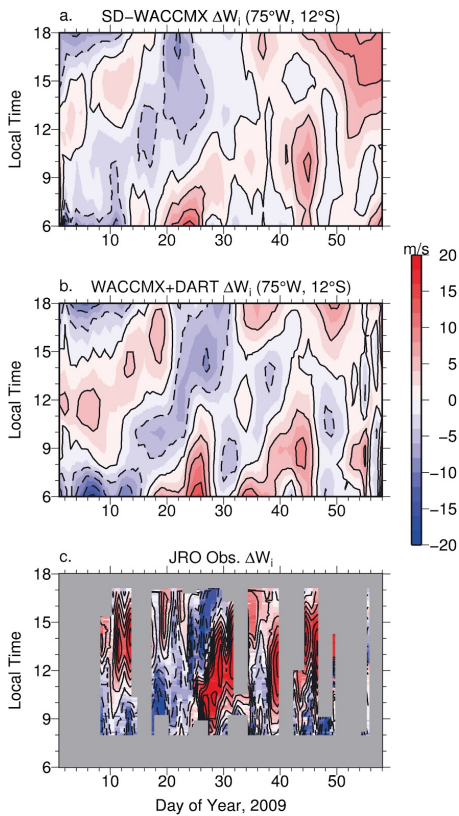 a. SD−WACCMX ΔWi (75°W, 12°S)
18
15
12
9
6
Local Time
10 20 30 40 50
b. WACCMX+DART ΔWi (75°W, 12°S)
18
15
12
9
6
Local Time
10 20 30 40 50
m/s
20
15
10
5
0
−5
−10
−15
−20
c. JRO Obs. ΔWi
18
15
12
9
6
Local Time
10 20 30 40 50
Day of Year, 2009